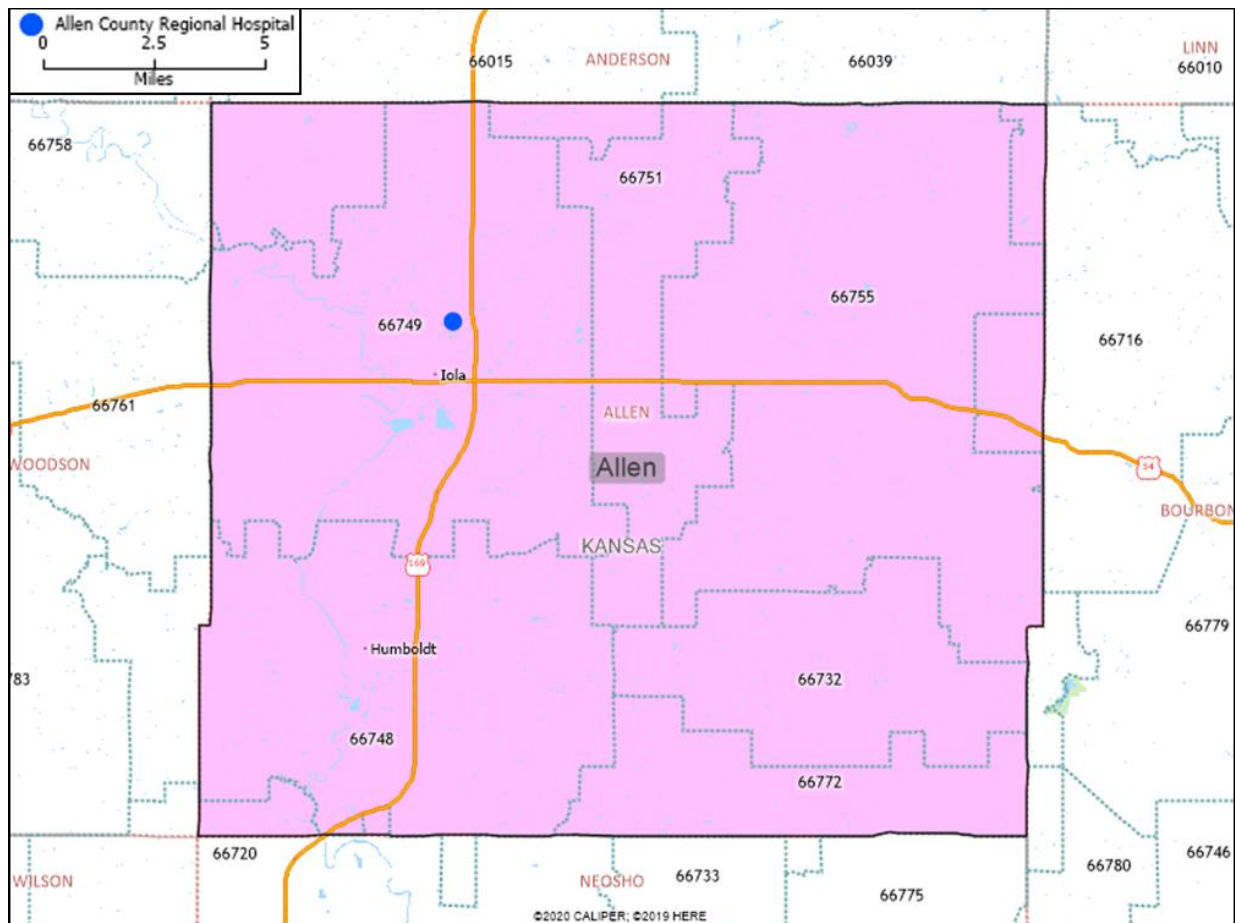 Allen County Regional Hospital
0 2.5 5
Miles
66015
ANDERSON
66039
LINN
66010
66758
66751
66755
66749
66716
Iola
66761
ALLEN
WOODSON
Allen
54
BOURBON
KANSAS
169
66779
Humboldt
783
66732
66748
66772
66720
66780
66746
WILSON
NEOSHO
66733
66775
©2020 CALIPER; ©2019 HERE